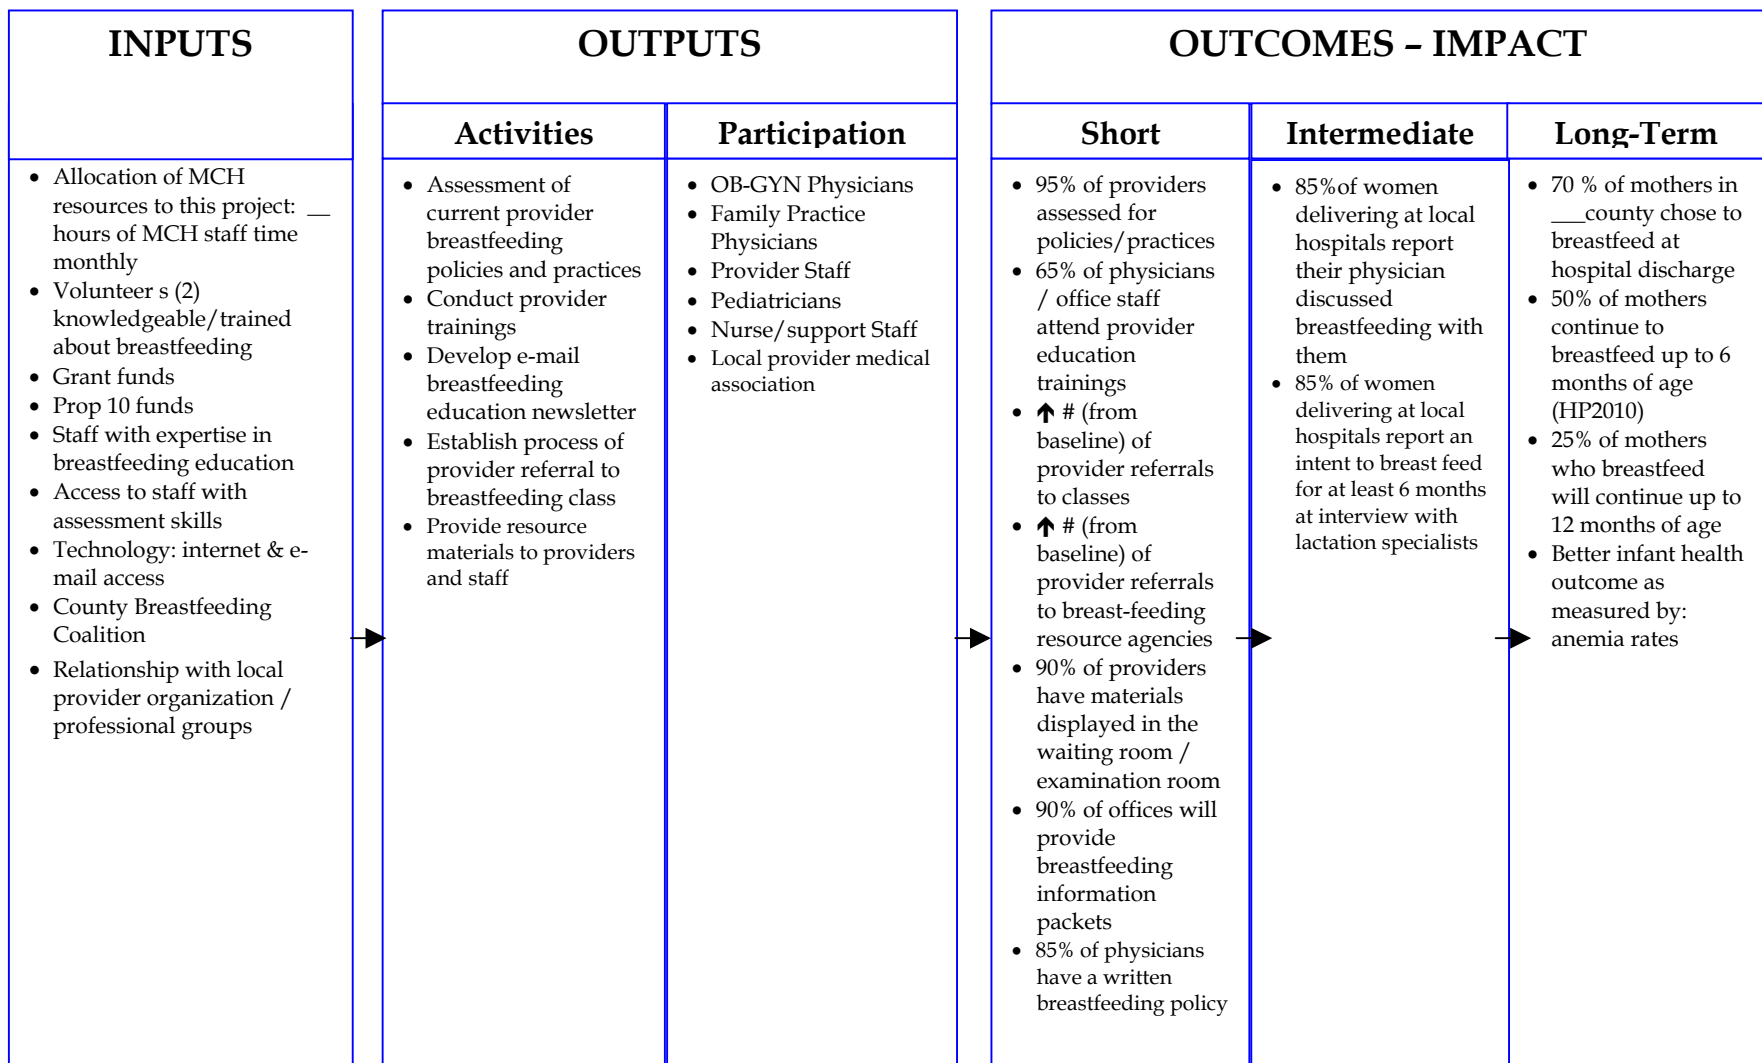 INPUTS
• Allocation of MCH
resources to this project: __
hours of MCH staff time
monthly
• Volunteer s (2)
knowledgeable/trained
about breastfeeding
• Grant funds
• Prop 10 funds
• Staff with expertise in
breastfeeding education
• Access to staff with
assessment skills
• Technology: internet & e-
mail access
• County Breastfeeding
Coalition
• Relationship with local
provider organization /
professional groups
OUTPUTS
Activities
• Assessment of
current provider
breastfeeding
policies and practices
• Conduct provider
trainings
• Develop e-mail
breastfeeding
education newsletter
• Establish process of
provider referral to
breastfeeding class
• Provide resource
materials to providers
and staff
Participation
• OB-GYN Physicians
• Family Practice
Physicians
• Provider Staff
• Pediatricians
• Nurse/support Staff
• Local provider medical
association
OUTCOMES – IMPACT
Short
• 95% of providers
assessed for
policies/practices
• 65% of physicians
/ office staff
attend provider
education
trainings
• ↑ # (from
baseline) of
provider referrals
to classes
• ↑ # (from
baseline) of
provider referrals
to breast-feeding
resource agencies
• 90% of providers
have materials
displayed in the
waiting room /
examination room
• 90% of offices will
provide
breastfeeding
information
packets
• 85% of physicians
have a written
breastfeeding policy
Intermediate
• 85%of women
delivering at local
hospitals report
their physician
discussed
breastfeeding with
them
• 85% of women
delivering at local
hospitals report an
intent to breast feed
for at least 6 months
at interview with
lactation specialists
Long-Term
• 70 % of mothers in
___county chose to
breastfeed at
hospital discharge
• 50% of mothers
continue to
breastfeed up to 6
months of age
(HP2010)
• 25% of mothers
who breastfeed
will continue up to
12 months of age
• Better infant health
outcome as
measured by:
anemia rates